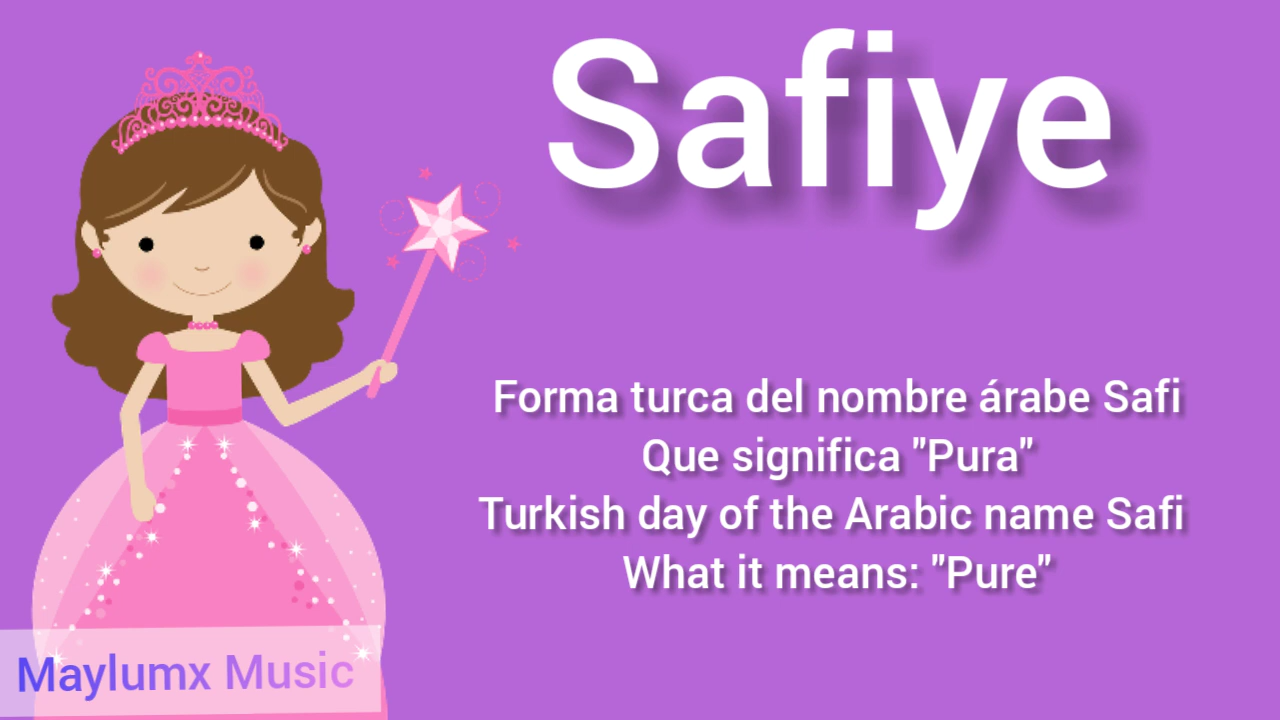 Safiye
Forma turca del nombre árabe Safi
Que significa "Pura"
Turkish day of the Arabic name Safi
What it means: "Pure"
Maylumx Music